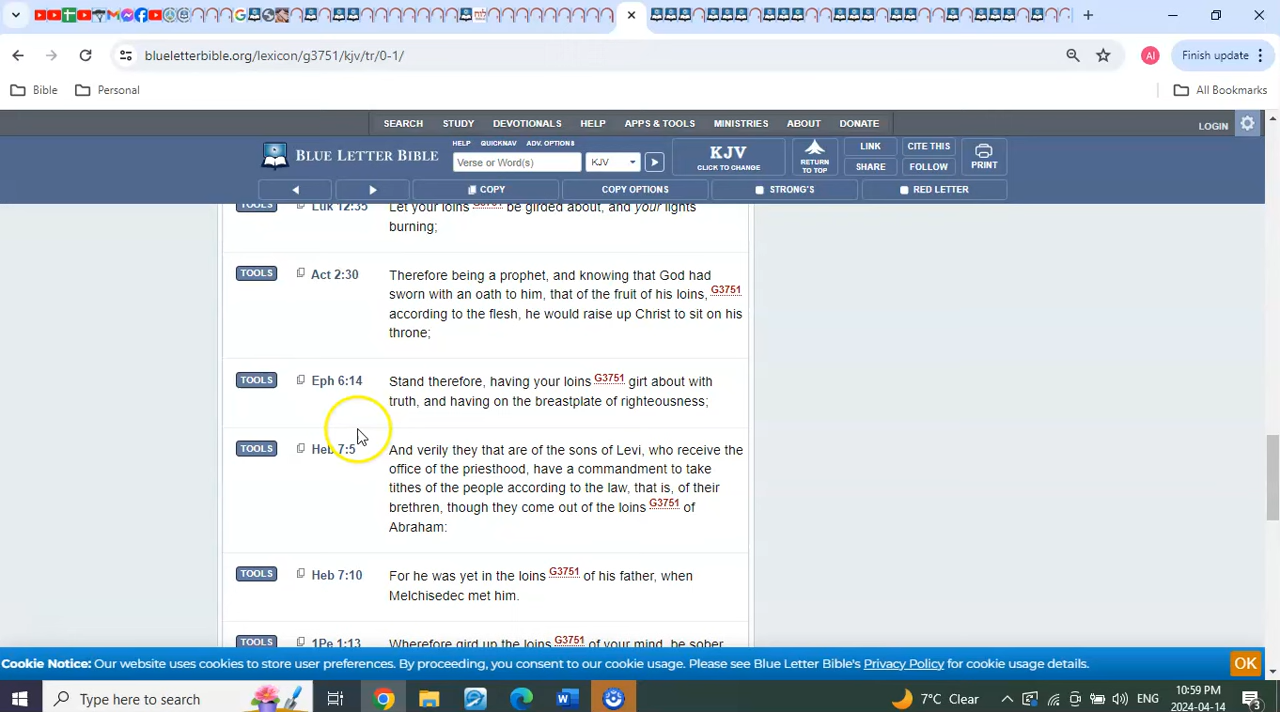 blueletterbible.org/lexicon/g3751/kjv/tr/0-1/
AI
Finish update
Bible
Personal
All Bookmarks
SEARCH STUDY DEVOTIONALS HELP APPS & TOOLS MINISTRIES ABOUT DONATE
LOGIN
BLUE LETTER BIBLE
HELP QUICKNAV ADV. OPTIONS
Verse or Word(s)
KJV
KJV
CLICK TO CHANGE
RETURN
TO TOP
LINK
CITE THIS
SHARE
FOLLOW
PRINT
COPY
COPY OPTIONS
STRONG'S
RED LETTER
TOOLS Luk 12:35 Let your loins G3751 be girded about, and your lights
burning;
TOOLS Act 2:30 Therefore being a prophet, and knowing that God had
sworn with an oath to him, that of the fruit of his loins, G3751
according to the flesh, he would raise up Christ to sit on his
throne;
TOOLS Eph 6:14 Stand therefore, having your loins G3751 girt about with
truth, and having on the breastplate of righteousness;
TOOLS Heb 7:5 And verily they that are of the sons of Levi, who receive the
office of the priesthood, have a commandment to take
tithes of the people according to the law, that is, of their
brethren, though they come out of the loins G3751 of
Abraham:
TOOLS Heb 7:10 For he was yet in the loins G3751 of his father, when
Melchisedec met him.
TOOLS 1Pe 1:13 Wherefore gird up the loins G3751 of your mind, be sober
Cookie Notice: Our website uses cookies to store user preferences. By proceeding, you consent to our cookie usage. Please see Blue Letter Bible's Privacy Policy for cookie usage details.
OK
Type here to search
7°C Clear
ENG
10:59 PM
2024-04-14
3